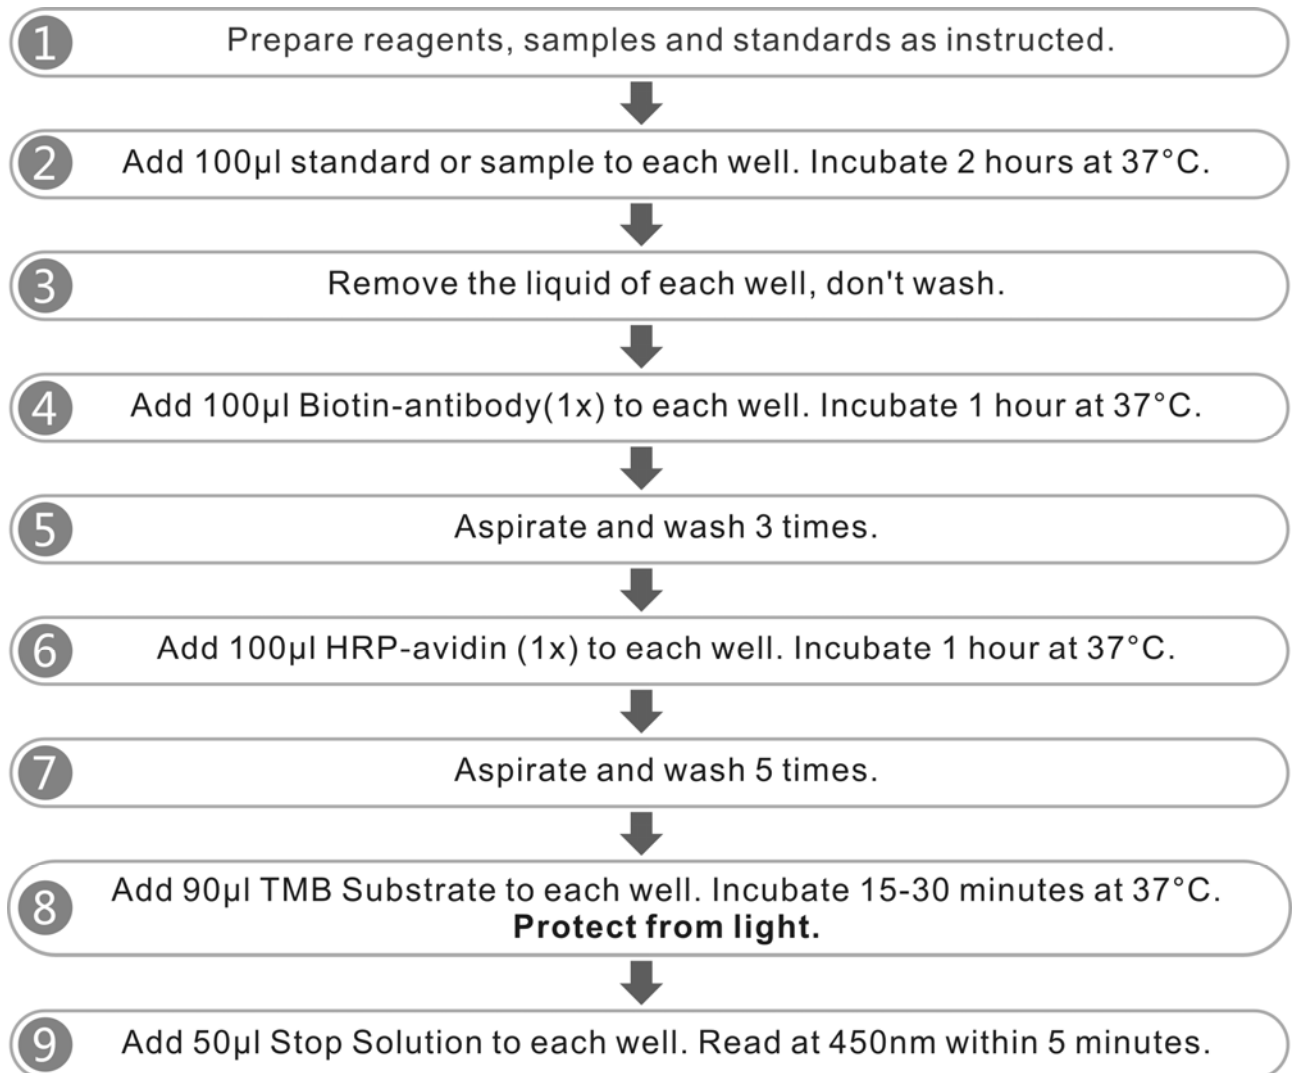 1 Prepare reagents, samples and standards as instructed.
2 Add 100µl standard or sample to each well. Incubate 2 hours at 37°C.
3 Remove the liquid of each well, don't wash.
4 Add 100µl Biotin-antibody(1x) to each well. Incubate 1 hour at 37°C.
5 Aspirate and wash 3 times.
6 Add 100µl HRP-avidin (1x) to each well. Incubate 1 hour at 37°C.
7 Aspirate and wash 5 times.
8 Add 90µl TMB Substrate to each well. Incubate 15-30 minutes at 37°C.
Protect from light.
9 Add 50µl Stop Solution to each well. Read at 450nm within 5 minutes.